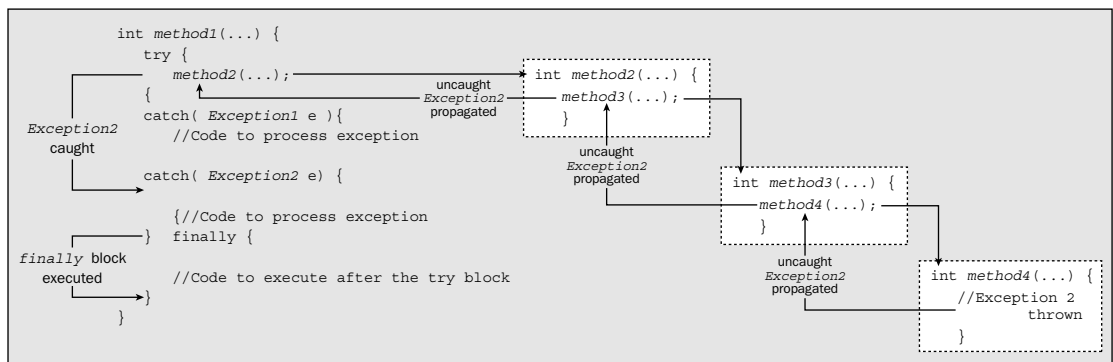 int method1(...) {
try {
method2(...);
{
catch( Exception1 e ){
//Code to process exception
catch( Exception2 e) {
{//Code to process exception
} finally {
//Code to execute after the try block
}
}
Exception2
caught
finally block
executed
uncaught
Exception2
propagated
int method2(...) {
method3(...);
}
uncaught
Exception2
propagated
int method3(...) {
method4(...);
}
uncaught
Exception2
propagated
int method4(...) {
//Exception 2
thrown
}